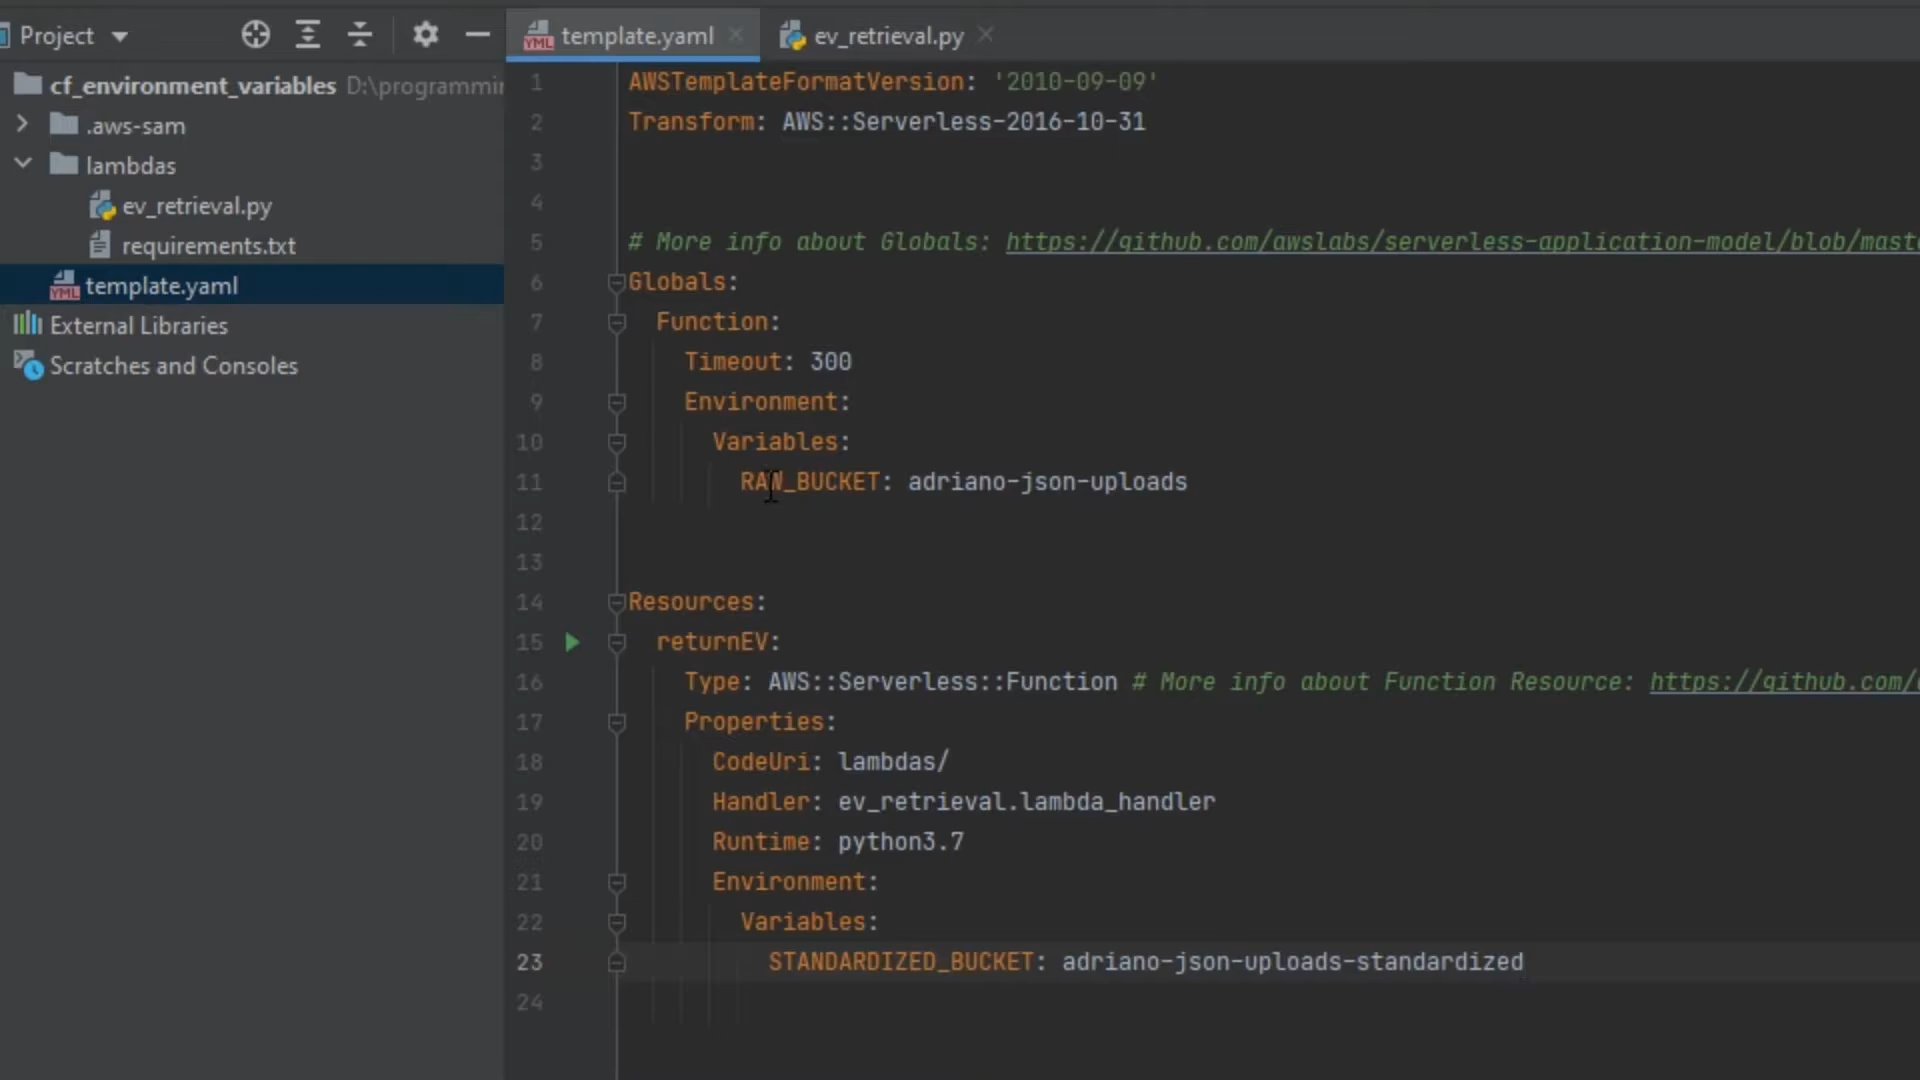 Project
template.yaml
ev_retrieval.py
cf_environment_variables D:\programmin
.aws-sam
lambdas
ev_retrieval.py
requirements.txt
template.yaml
External Libraries
Scratches and Consoles
1 AWSTemplateFormatVersion: '2010-09-09'
2 Transform: AWS::Serverless-2016-10-31
3
4
5 # More info about Globals: https://github.com/awslabs/serverless-application-model/blob/maste
6 Globals:
7 Function:
8 Timeout: 300
9 Environment:
10 Variables:
11 RAW_BUCKET: adriano-json-uploads
12
13
14 Resources:
15 returnEV:
16 Type: AWS::Serverless::Function # More info about Function Resource: https://github.com/
17 Properties:
18 CodeUri: lambdas/
19 Handler: ev_retrieval.lambda_handler
20 Runtime: python3.7
21 Environment:
22 Variables:
23 STANDARDIZED_BUCKET: adriano-json-uploads-standardized
24